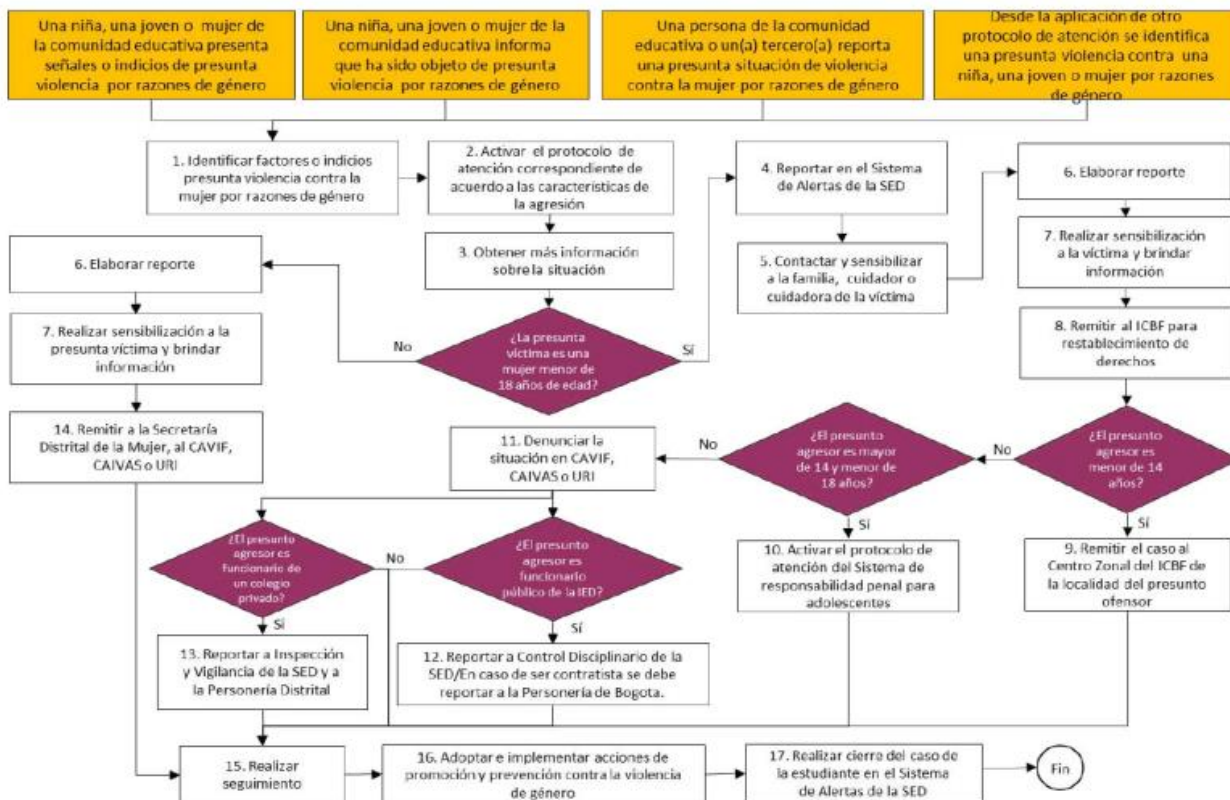 Una niña, una joven o mujer de
la comunidad educativa presenta
señales o indicios de presunta
violencia por razones de género
Una niña, una joven o mujer de la
comunidad educativa informa
que ha sido objeto de presunta
violencia por razones de género
Una persona de la comunidad
educativa o un(a) tercero(a) reporta
una presunta situación de violencia
contra la mujer por razones de género
Desde la aplicación de otro
protocolo de atención se identifica
una presunta violencia contra una
niña, una joven o mujer por razones
de género
1. Identificar factores o indicios
presunta violencia contra la
mujer por razones de género
2. Activar el protocolo de
atención correspondiente de
acuerdo a las características de
la agresión
4. Reportar en el Sistema
de Alertas de la SED
6. Elaborar reporte
3. Obtener más información
sobre la situación
5. Contactar y sensibilizar
a la familia, cuidador o
cuidadora de la víctima
7. Realizar sensibilización
a la víctima y brindar
información
6. Elaborar reporte
7. Realizar sensibilización a la
presunta víctima y brindar
información
No
¿La presunta
víctima es una
mujer menor de
18 años de edad?
Sí
8. Remitir al ICBF para
restablecimiento de
derechos
14. Remitir a la Secretaría
Distrital de la Mujer, al CAVIF,
CAIVAS o URI
11. Denunciar la
situación en CAVIF,
CAIVAS o URI
No
¿El presunto
agresor es mayor
de 14 y menor de
18 años?
No
¿El presunto
agresor es
menor de 14
años?
Sí
Sí
¿El presunto
agresor es
Funcionario de
un colegio
privado?
No
¿El presunto
agresor es
funcionario
público de la IED?
10. Activar el protocolo de
atención del Sistema de
responsabilidad penal para
adolescentes
9. Remitir el caso al
Centro Zonal del ICBF de
la localidad del presunto
ofensor
Sí
Sí
13. Reportar a Inspección
y Vigilancia de la SED y a
la Personería Distrital
12. Reportar a Control Disciplinario de la
SED/En caso de ser contratista se debe
reportar a la Personería de Bogota.
15. Realizar
seguimiento
16. Adoptar e implementar acciones de
promoción y prevención contra la violencia
de género
17. Realizar cierre del caso de
la estudiante en el Sistema
de Alertas de la SED
Fin